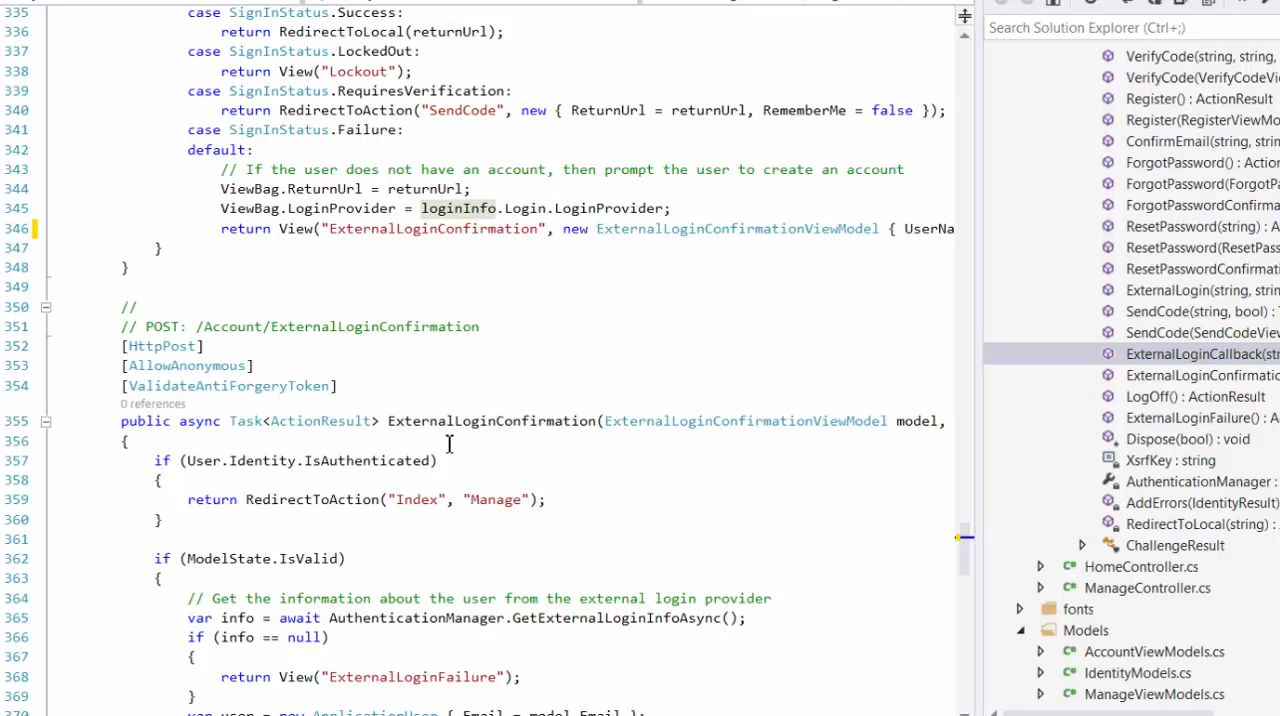 335 case SignInStatus.Success:
336 return RedirectToLocal(returnUrl);
337 case SignInStatus.LockedOut:
338 return View("Lockout");
339 case SignInStatus.RequiresVerification:
340 return RedirectToAction("SendCode", new { ReturnUrl = returnUrl, RememberMe = false });
341 case SignInStatus.Failure:
342 default:
343 // If the user does not have an account, then prompt the user to create an account
344 ViewBag.ReturnUrl = returnUrl;
345 ViewBag.LoginProvider = loginInfo.Login.LoginProvider;
346 return View("ExternalLoginConfirmation", new ExternalLoginConfirmationViewModel { UserNa
347 }
348 }
349
350 //
351 // POST: /Account/ExternalLoginConfirmation
352 [HttpPost]
353 [AllowAnonymous]
354 [ValidateAntiForgeryToken]
0 references
355 public async Task<ActionResult> ExternalLoginConfirmation(ExternalLoginConfirmationViewModel model,
356 {
357 if (User.Identity.IsAuthenticated)
358 {
359 return RedirectToAction("Index", "Manage");
360 }
361
362 if (ModelState.IsValid)
363 {
364 // Get the information about the user from the external login provider
365 var info = await AuthenticationManager.GetExternalLoginInfoAsync();
366 if (info == null)
367 {
368 return View("ExternalLoginFailure");
369 }
370 var user = new ApplicationUser { Email = model.Email };
Search Solution Explorer (Ctrl+;)
VerifyCode(string, string,
VerifyCode(VerifyCodeVi
Register() : ActionResult
Register(RegisterViewMo
ConfirmEmail(string, strin
ForgotPassword() : Action
ForgotPassword(ForgotPa
ForgotPasswordConfirma
ResetPassword(string) : A
ResetPassword(ResetPass
ResetPasswordConfirmati
ExternalLogin(string, strin
SendCode(string, bool) : T
SendCode(SendCodeView
ExternalLoginCallback(str
ExternalLoginConfirmatio
LogOff() : ActionResult
ExternalLoginFailure() : A
Dispose(bool) : void
XsrfKey : string
AuthenticationManager :
AddErrors(IdentityResult)
RedirectToLocal(string) :
ChallengeResult
C# HomeController.cs
C# ManageController.cs
fonts
Models
C# AccountViewModels.cs
C# IdentityModels.cs
C# ManageViewModels.cs